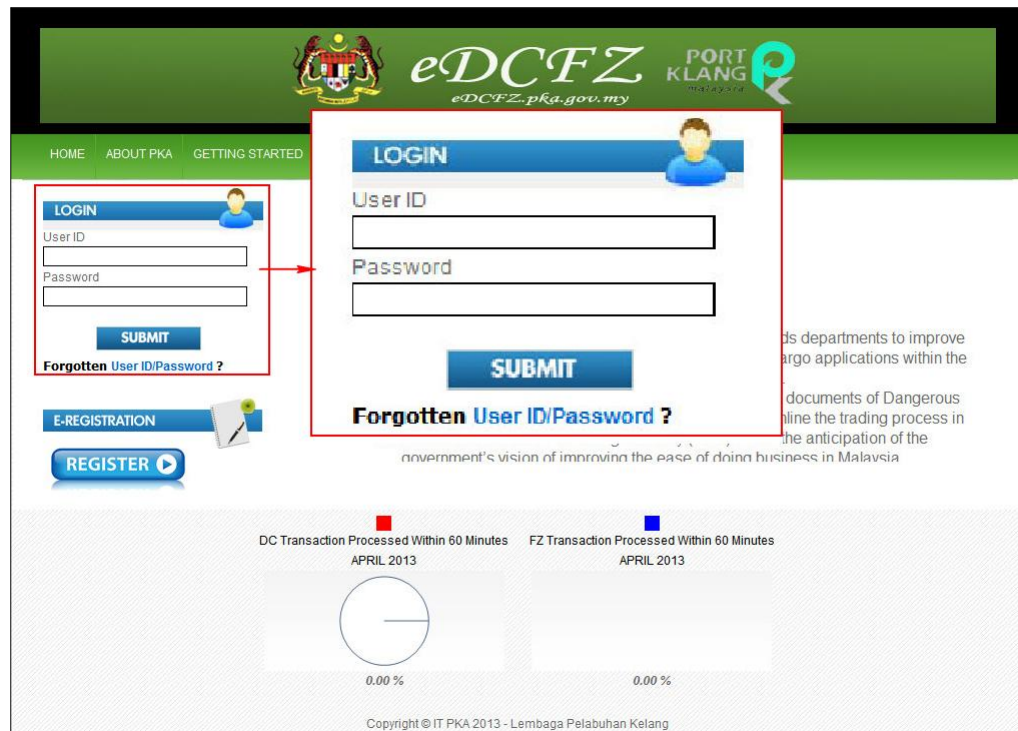 eDCFZ
eDCFZ.pka.gov.my
PORT
KLANG
malaysia
HOME ABOUT PKA GETTING STARTED
LOGIN
User ID
Password
SUBMIT
Forgotten User ID/Password ?
LOGIN
User ID
Password
SUBMIT
Forgotten User ID/Password ?
E-REGISTRATION
REGISTER
ds departments to improve
argo applications within the
documents of Dangerous
nline the trading process in
the anticipation of the
government's vision of improving the ease of doing business in Malaysia
DC Transaction Processed Within 60 Minutes
APRIL 2013
0.00 %
FZ Transaction Processed Within 60 Minutes
APRIL 2013
0.00 %
Copyright © IT PKA 2013 - Lembaga Pelabuhan Kelang